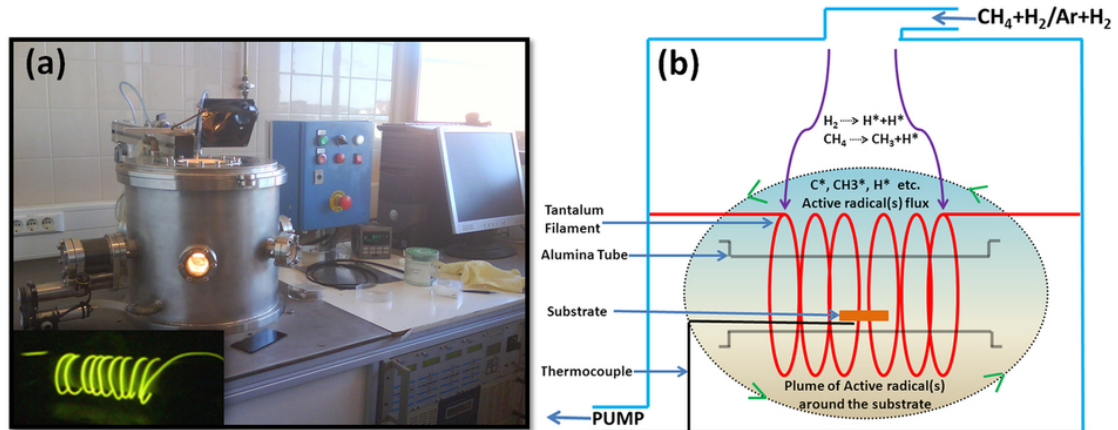 (a)
(b)
CH₄+H₂/Ar+H₂
H₂ ····> H*+H*
CH₄ ····> CH₃+H*
C*, CH3*, H* etc.
Active radical(s) flux
Tantalum
Filament
Alumina Tube
Substrate
Thermocouple
Plume of Active radical(s)
around the substrate
PUMP